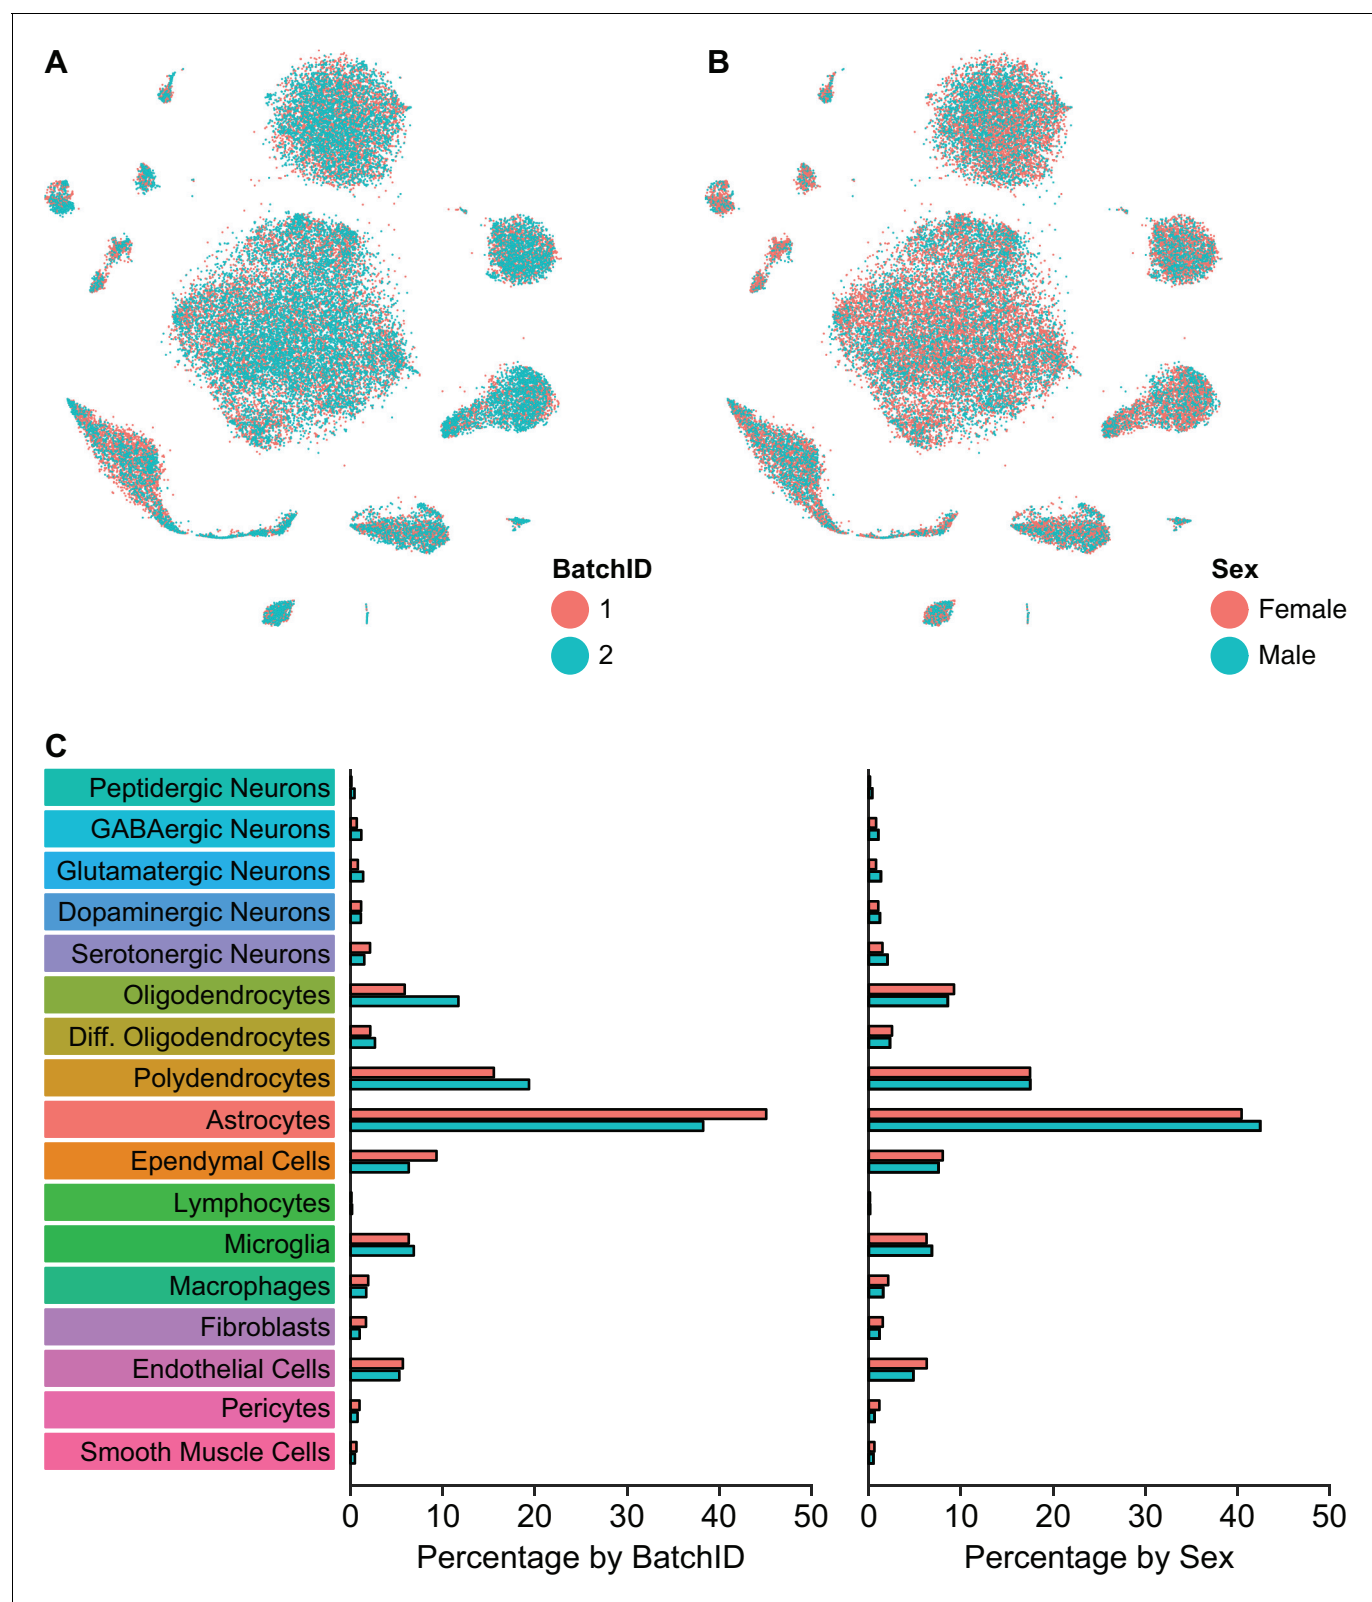 A
B
BatchID
1
2
Sex
Female
Male
C
Peptidergic Neurons
GABAergic Neurons
Glutamatergic Neurons
Dopaminergic Neurons
Serotonergic Neurons
Oligodendrocytes
Diff. Oligodendrocytes
Polydendrocytes
Astrocytes
Ependymal Cells
Lymphocytes
Microglia
Macrophages
Fibroblasts
Endothelial Cells
Pericytes
Smooth Muscle Cells
0 10 20 30 40 50
Percentage by BatchID
0 10 20 30 40 50
Percentage by Sex